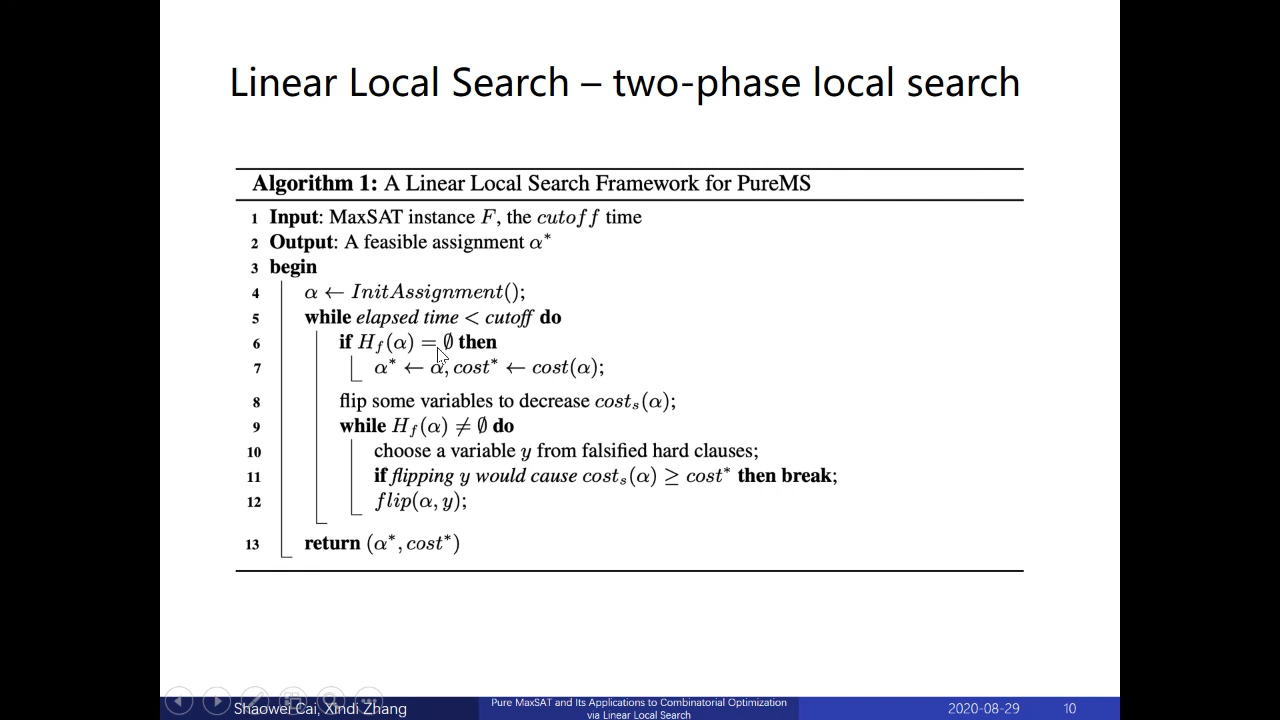 Linear Local Search – two-phase local search
Algorithm 1: A Linear Local Search Framework for PureMS
1 Input: MaxSAT instance F, the cutoff time
2 Output: A feasible assignment α*
3 begin
4 α ← InitAssignment();
5 while elapsed time < cutoff do
6 if H_f(α) = ∅ then
7 α* ← α, cost* ← cost(α);
8 flip some variables to decrease cost_s(α);
9 while H_f(α) ≠ ∅ do
10 choose a variable y from falsified hard clauses;
11 if flipping y would cause cost_s(α) ≥ cost* then break;
12 flip(α, y);
13 return (α*, cost*)
Shaowei Cai, Xindi Zhang
Pure MaxSAT and Its Applications to Combinatorial Optimization
via Linear Local Search
2020-08-29
10